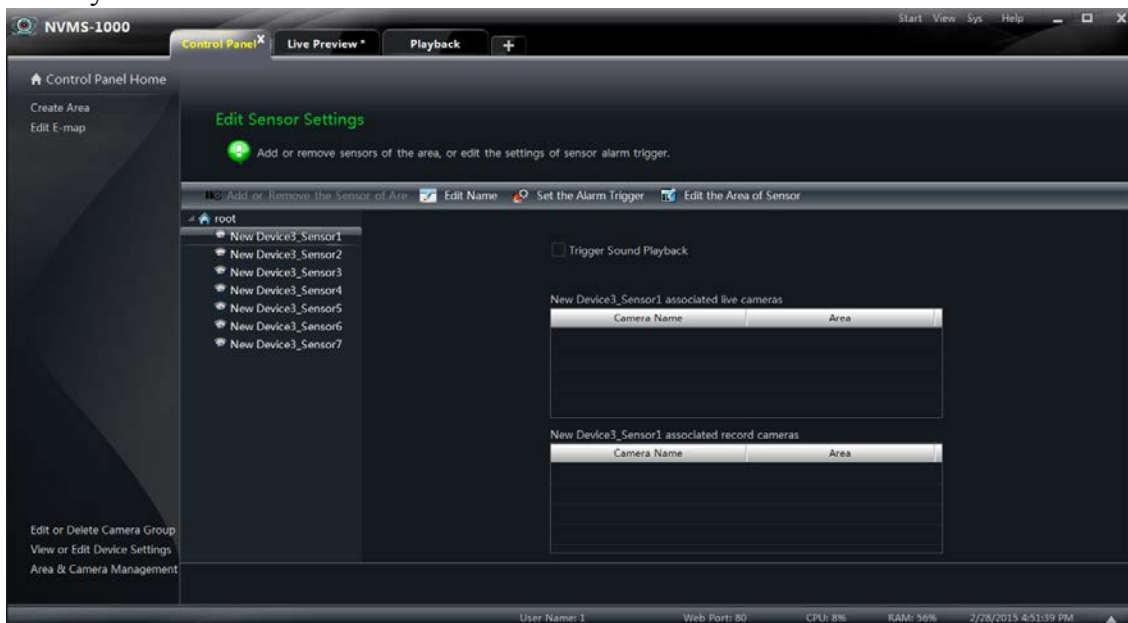 NVMS-1000
Start View Sys Help
Control Panel X Live Preview * Playback +
Control Panel Home
Create Area
Edit E-map
Edit Sensor Settings
Add or remove sensors of the area, or edit the settings of sensor alarm trigger.
Add or Remove the Sensor of Are Edit Name Set the Alarm Trigger Edit the Area of Sensor
root
New Device3_Sensor1
New Device3_Sensor2
New Device3_Sensor3
New Device3_Sensor4
New Device3_Sensor5
New Device3_Sensor6
New Device3_Sensor7
Trigger Sound Playback
New Device3_Sensor1 associated live cameras
Camera Name Area
New Device3_Sensor1 associated record cameras
Camera Name Area
Edit or Delete Camera Group
View or Edit Device Settings
Area & Camera Management
User Name: 1 Web Port: 80 CPU: 8% RAM: 56% 2/28/2015 4:51:39 PM